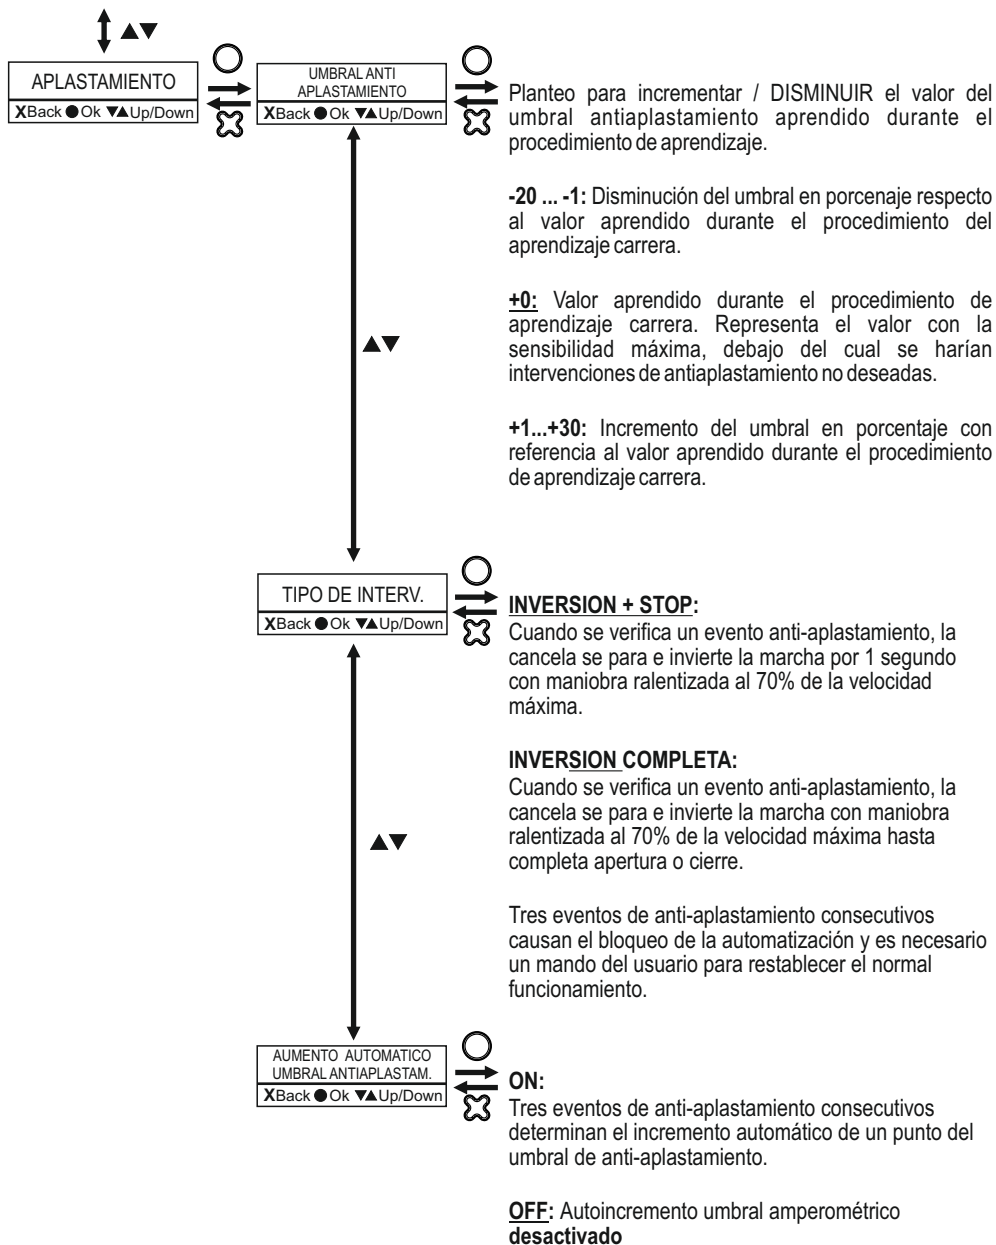 APLASTAMIENTO
XBack ●Ok ▼▲Up/Down
UMBRAL ANTI
APLASTAMIENTO
XBack ●Ok ▼▲Up/Down
Planteo para incrementar / DISMINUIR el valor del
umbral antiaplastamiento aprendido durante el
procedimiento de aprendizaje.
-20 ... -1: Disminución del umbral en porcenaje respecto
al valor aprendido durante el procedimiento del
aprendizaje carrera.
+0: Valor aprendido durante el procedimiento de
aprendizaje carrera. Representa el valor con la
sensibilidad máxima, debajo del cual se harían
intervenciones de antiaplastamiento no deseadas.
+1...+30: Incremento del umbral en porcentaje con
referencia al valor aprendido durante el procedimiento
de aprendizaje carrera.
TIPO DE INTERV.
XBack ●Ok ▼▲Up/Down
INVERSION + STOP:
Cuando se verifica un evento anti-aplastamiento, la
cancela se para e invierte la marcha por 1 segundo
con maniobra ralentizada al 70% de la velocidad
máxima.
INVERSION COMPLETA:
Cuando se verifica un evento anti-aplastamiento, la
cancela se para e invierte la marcha con maniobra
ralentizada al 70% de la velocidad máxima hasta
completa apertura o cierre.
Tres eventos de anti-aplastamiento consecutivos
causan el bloqueo de la automatización y es necesario
un mando del usuario para restablecer el normal
funcionamiento.
AUMENTO AUTOMATICO
UMBRAL ANTIAPLASTAM.
XBack ●Ok ▼▲Up/Down
ON:
Tres eventos de anti-aplastamiento consecutivos
determinan el incremento automático de un punto del
umbral de anti-aplastamiento.
OFF: Autoincremento umbral amperométrico
desactivado